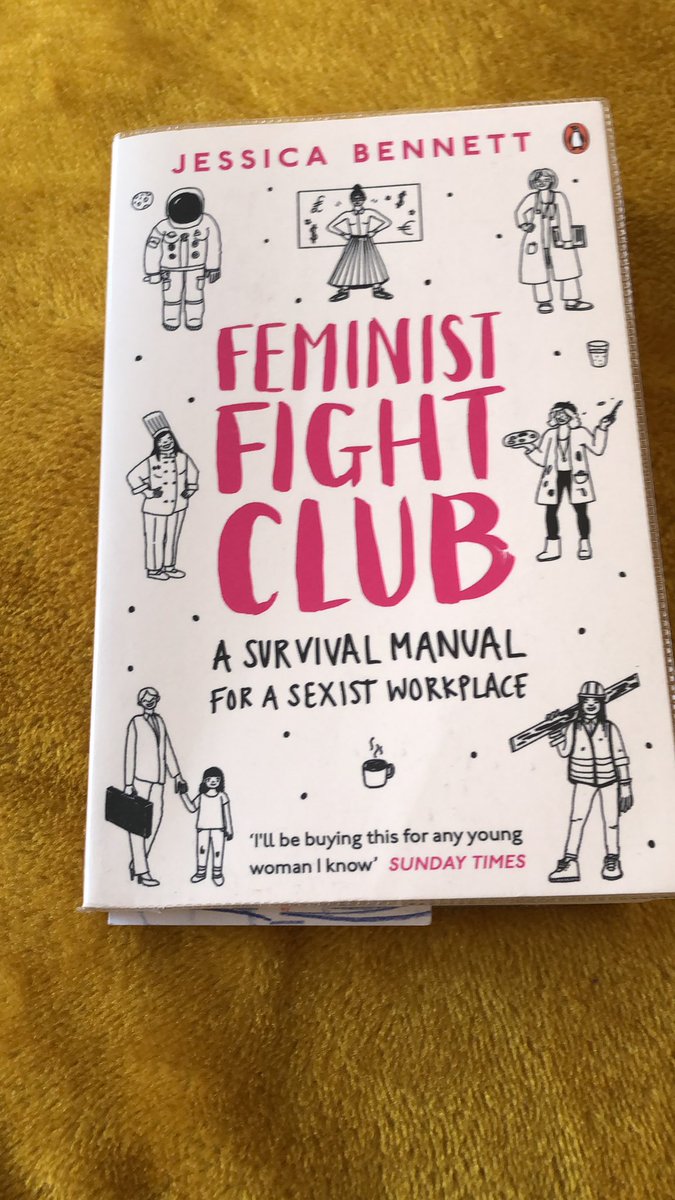 JESSICA BENNETT
£ $
$ €
FEMINIST
FIGHT
CLUB
A SURVIVAL MANUAL
FOR A SEXIST WORKPLACE
'I'll be buying this for any young
woman I know' SUNDAY TIMES